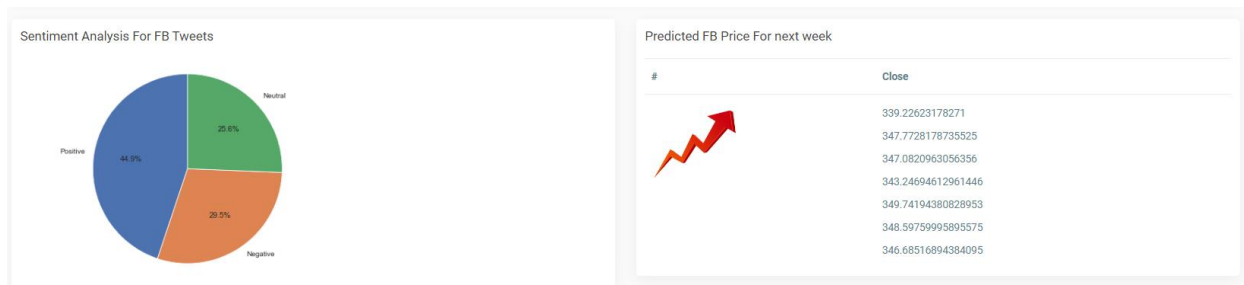 Sentiment Analysis For FB Tweets
Neutral
25.6%
Positive
44.9%
29.5%
Negative
Predicted FB Price For next week
# Close
339.22623178271
347.7728178735525
347.0820963056356
343.24694612961446
349.74194380828953
348.59759995895575
346.68516894384095